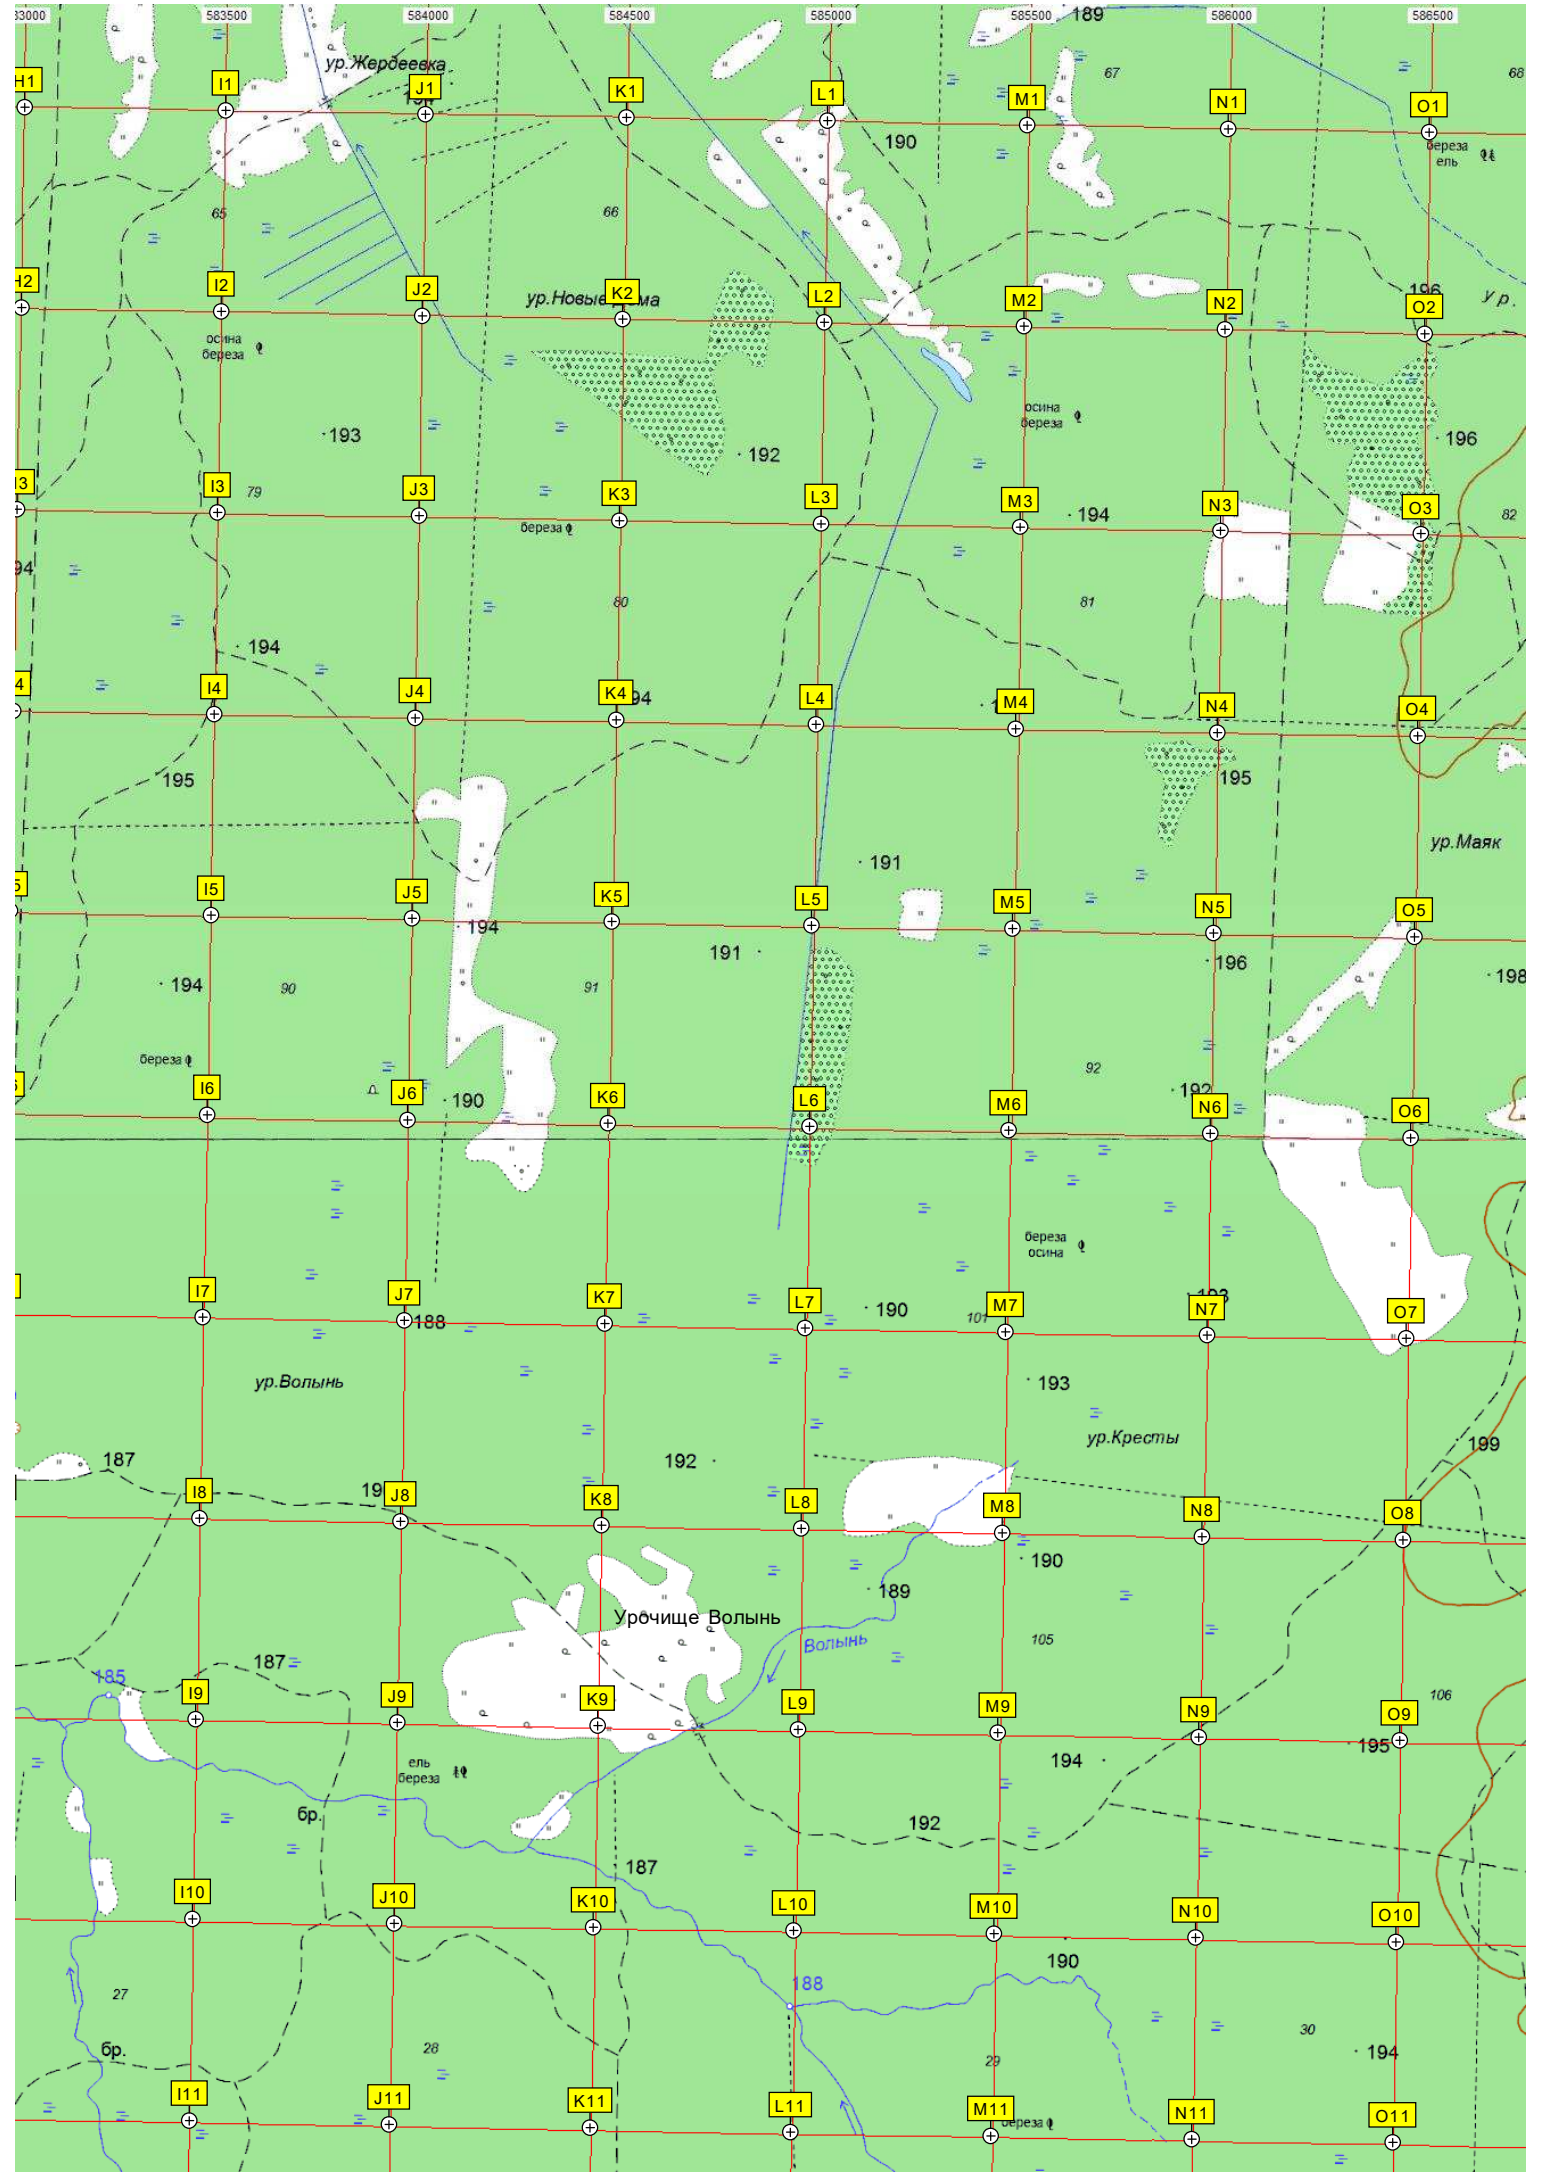 83000 583500 584000 584500 585000 585500 586000 586500
189
ур.Жердеевка
67 68
H1 I1 J1 K1 L1 M1 N1 O1
190
береза
ель
65 66
H2 I2 J2 K2 L2 M2 N2 O2
196
ур.
осина
береза
осина
береза
193 192 196
I3 J3 K3 L3 M3 N3 O3
79
береза
194
82
94
80 81
194
I4 J4 K4 L4 M4 N4 O4
94
195 195
ур.Маяк
191
I5 J5 K5 L5 M5 N5 O5
194
191 196
194 90 91 198
береза
92
190 192
I6 J6 K6 L6 M6 N6 O6
береза
осина
I7 J7 K7 L7 M7 N7 O7
188 190 101
ур.Волынь
193
ур.Кресты
187 192 199
I8 J8 K8 L8 M8 N8 O8
190
189
Урочище Волынь
Волынь
105
187
185
106
I9 J9 K9 L9 M9 N9 O9
195
ель
береза
194
бр.
192
187
I10 J10 K10 L10 M10 N10 O10
190
188
27
28 29 30
бр.
194
I11 J11 K11 L11 M11 N11 O11
береза